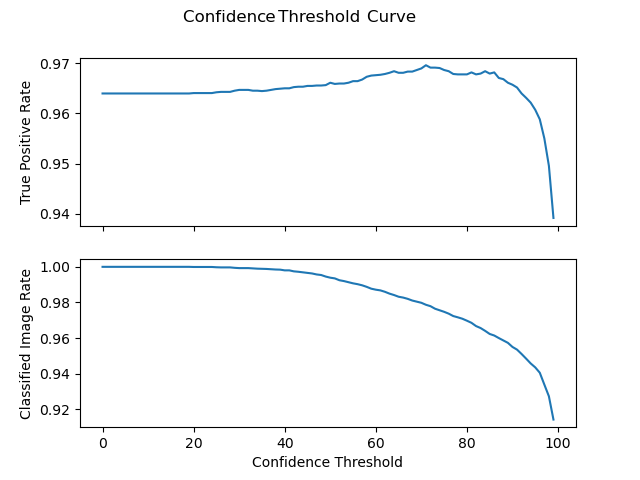 Confidence Threshold Curve
True Positive Rate
0.97
0.96
0.95
0.94
Classified Image Rate
1.00
0.98
0.96
0.94
0.92
0 20 40 60 80 100
Confidence Threshold